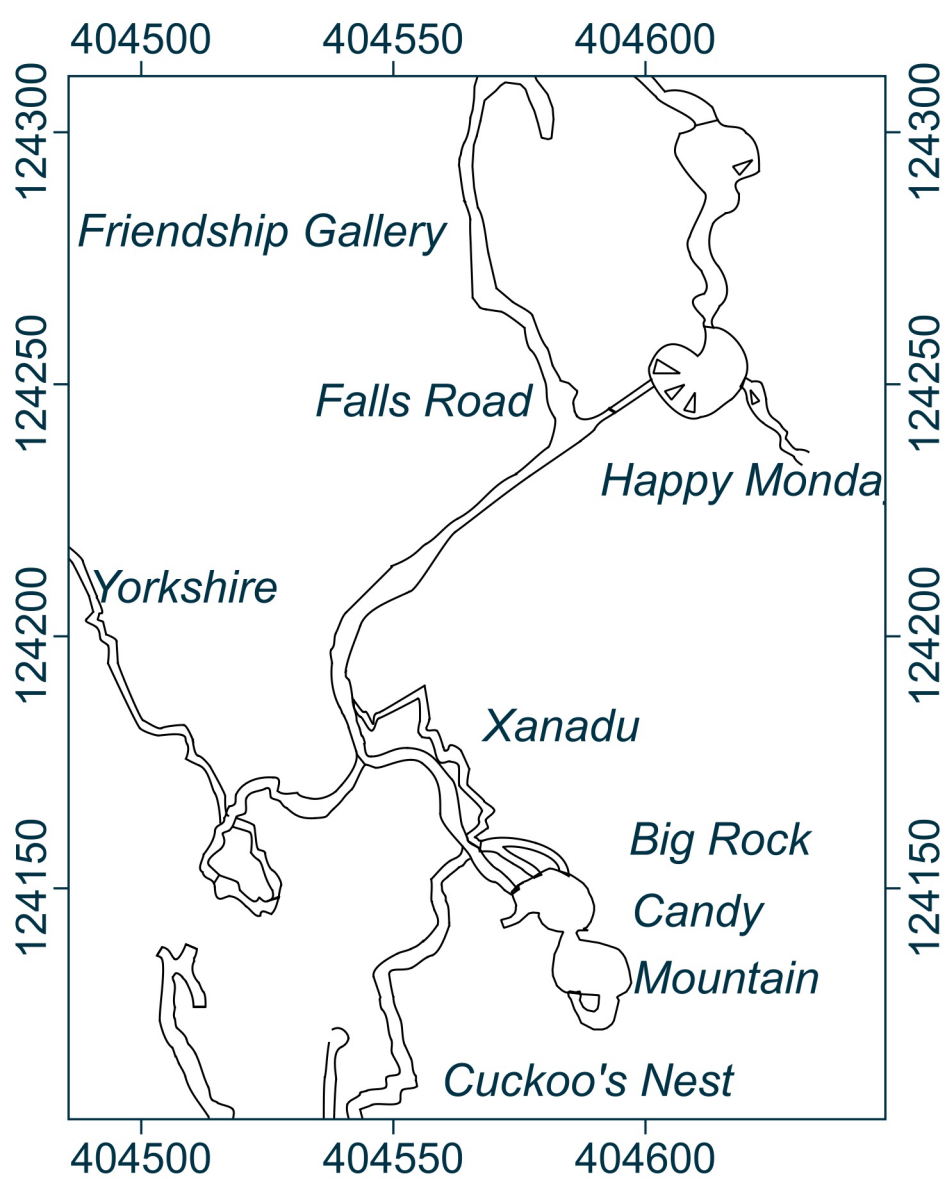 404500 404550 404600
124300
124300
Friendship Gallery
124250
124250
Falls Road
Happy Monda
Yorkshire
124200
124200
Xanadu
Big Rock
124150
124150
Candy
Mountain
Cuckoo's Nest
404500 404550 404600